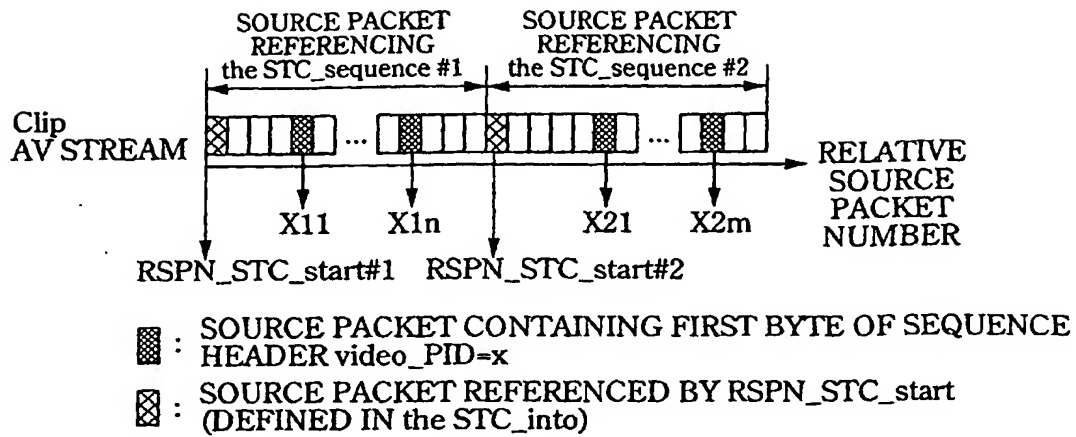 SOURCE PACKET
REFERENCING
the STC_sequence #1
SOURCE PACKET
REFERENCING
the STC_sequence #2
Clip
AV STREAM
...
...
RELATIVE
SOURCE
PACKET
NUMBER
X11
X1n
X21
X2m
RSPN_STC_start#1
RSPN_STC_start#2
: SOURCE PACKET CONTAINING FIRST BYTE OF SEQUENCE
HEADER video_PID=x
: SOURCE PACKET REFERENCED BY RSPN_STC_start
(DEFINED IN the STC_into)